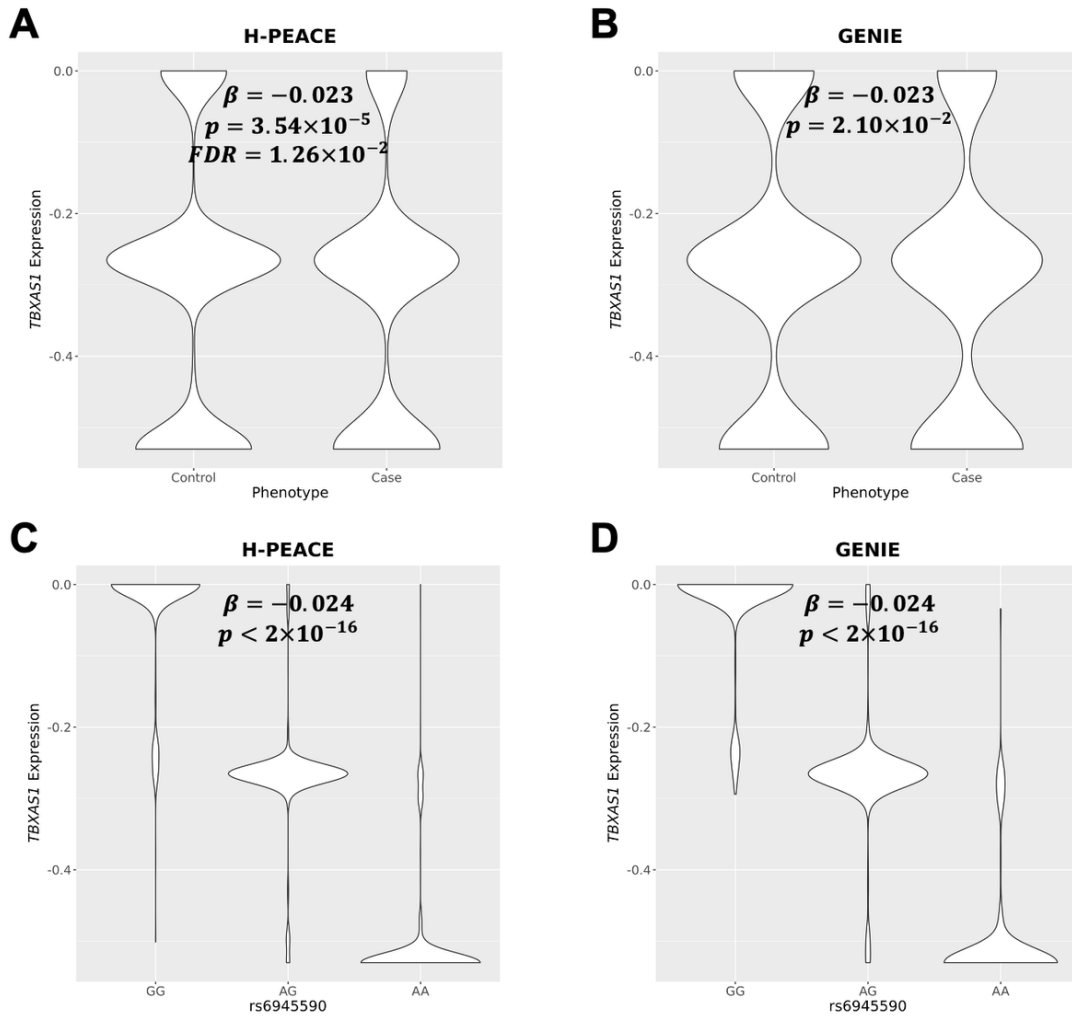 A
H-PEACE
0.0
-0.2
-0.4
TBXAS1 Expression
β = −0.023
p = 3.54×10−5
FDR = 1.26×10−2
Control
Case
Phenotype
B
GENIE
0.0
-0.2
-0.4
TBXAS1 Expression
β = −0.023
p = 2.10×10−2
Control
Case
Phenotype
C
H-PEACE
0.0
-0.2
-0.4
TBXAS1 Expression
β = −0.024
p < 2×10−16
GG
AG
AA
rs6945590
D
GENIE
0.0
-0.2
-0.4
TBXAS1 Expression
β = −0.024
p < 2×10−16
GG
AG
AA
rs6945590